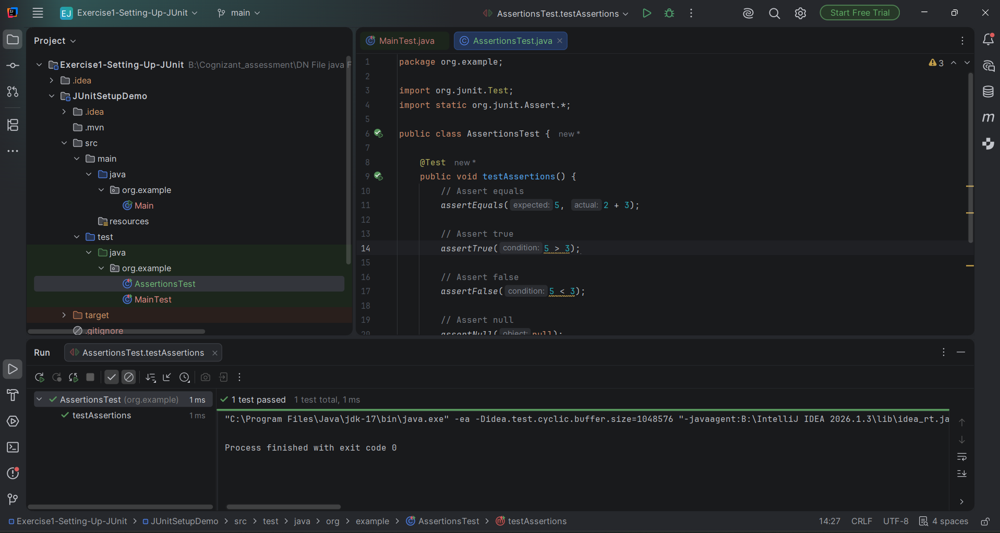 EJ Exercise1-Setting-Up-JUnit main AssertionsTest.testAssertions Start Free Trial
Project
Exercise1-Setting-Up-JUnit B:\Cognizant_assessment\DN File java F
.idea
JUnitSetupDemo
.idea
.mvn
src
main
java
org.example
Main
resources
test
java
org.example
AssertionsTest
MainTest
target
.gitignore
MainTest.java AssertionsTest.java
3
1 package org.example;
2
3 import org.junit.Test;
4 import static org.junit.Assert.*;
5
6 public class AssertionsTest { new *
7
8 @Test new *
9 public void testAssertions() {
10 // Assert equals
11 assertEquals( expected: 5, actual: 2 + 3);
12
13 // Assert true
14 assertTrue( condition: 5 > 3);
15
16 // Assert false
17 assertFalse( condition: 5 < 3);
18
19 // Assert null
20 assertNull( object: null);
m
Run AssertionsTest.testAssertions
AssertionsTest (org.example) 1 ms
testAssertions 1 ms
1 test passed 1 test total, 1 ms
"C:\Program Files\Java\jdk-17\bin\java.exe" -ea -Didea.test.cyclic.buffer.size=1048576 "-javaagent:B:\IntelliJ IDEA 2026.1.3\lib\idea_rt.ja
Process finished with exit code 0
Exercise1-Setting-Up-JUnit > JUnitSetupDemo > src > test > java > org > example > AssertionsTest > testAssertions 14:27 CRLF UTF-8 4 spaces